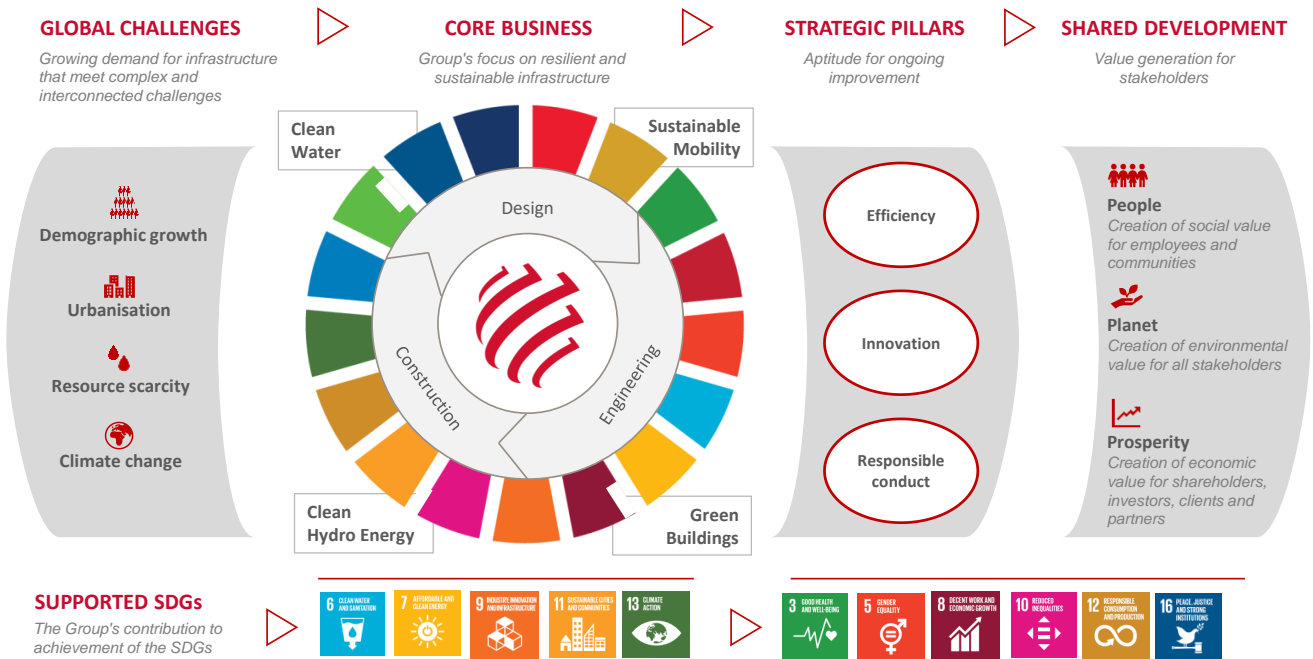 GLOBAL CHALLENGES
Growing demand for infrastructure
that meet complex and
interconnected challenges
Demographic growth
Urbanisation
Resource scarcity
Climate change
CORE BUSINESS
Group's focus on resilient and
sustainable infrastructure
Clean
Water
Sustainable
Mobility
Design
Engineering
Construction
Clean
Hydro Energy
Green
Buildings
STRATEGIC PILLARS
Aptitude for ongoing
improvement
Efficiency
Innovation
Responsible
conduct
SHARED DEVELOPMENT
Value generation for
stakeholders
People
Creation of social value
for employees and
communities
Planet
Creation of environmental
value for all stakeholders
Prosperity
Creation of economic
value for shareholders,
investors, clients and
partners
SUPPORTED SDGs
The Group's contribution to
achievement of the SDGs
6 CLEAN WATER
AND SANITATION
7 AFFORDABLE AND
CLEAN ENERGY
9 INDUSTRY, INNOVATION
AND INFRASTRUCTURE
11 SUSTAINABLE CITIES
AND COMMUNITIES
13 CLIMATE
ACTION
3 GOOD HEALTH
AND WELL-BEING
5 GENDER
EQUALITY
8 DECENT WORK AND
ECONOMIC GROWTH
10 REDUCED
INEQUALITIES
12 RESPONSIBLE
CONSUMPTION
AND PRODUCTION
16 PEACE, JUSTICE
AND STRONG
INSTITUTIONS